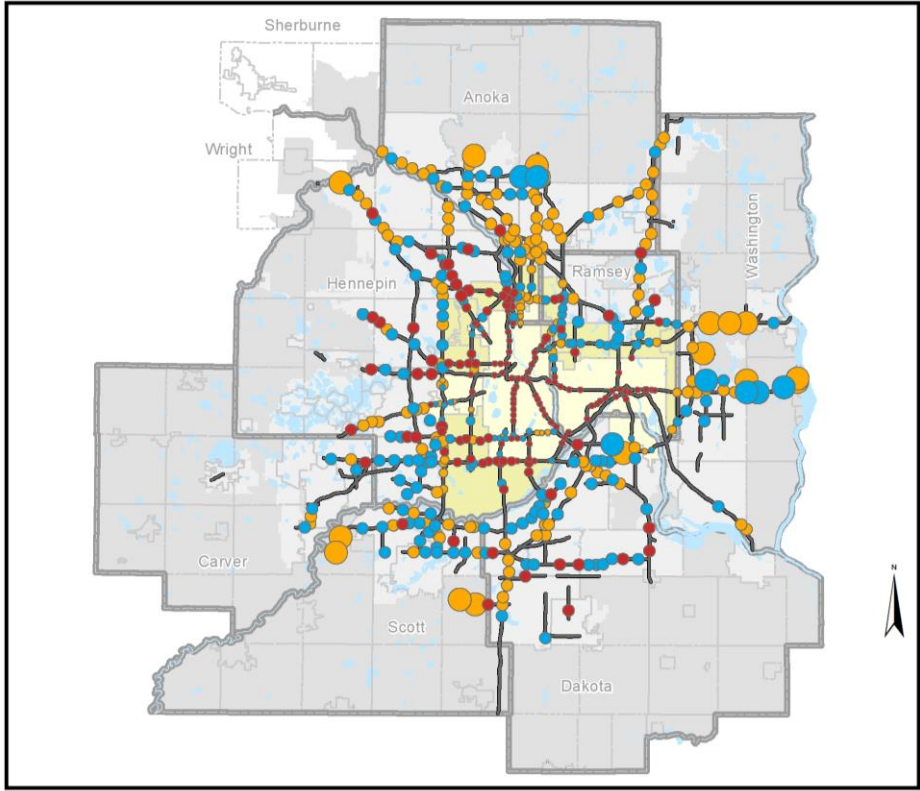 Sherburne
Anoka
Wright
Washington
Ramsey
Hennepin
N
Carver
Scott
Dakota